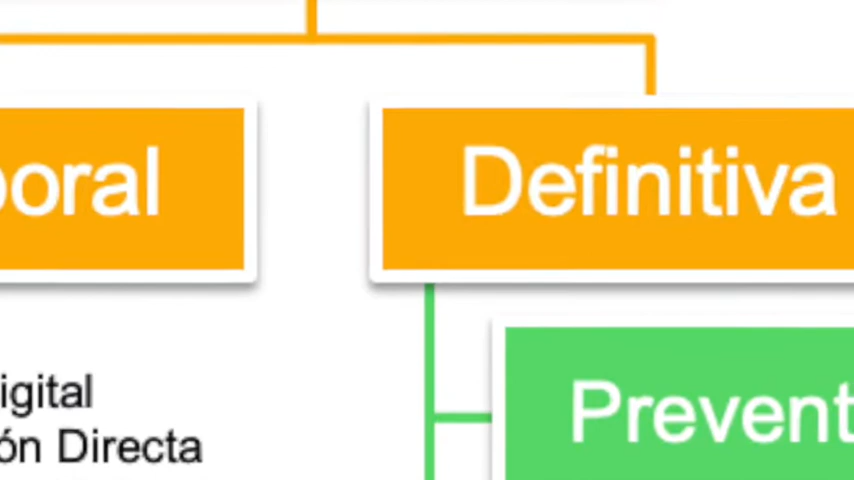 poral
Definitiva
Prevent
igital
ón Directa